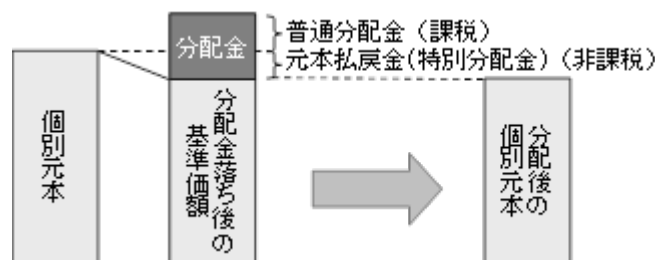 分配金
普通分配金（課税）
元本払戻金(特別分配金)（非課税）
個別元本
分配金落ち後の
基準価額
分配後の
個別元本